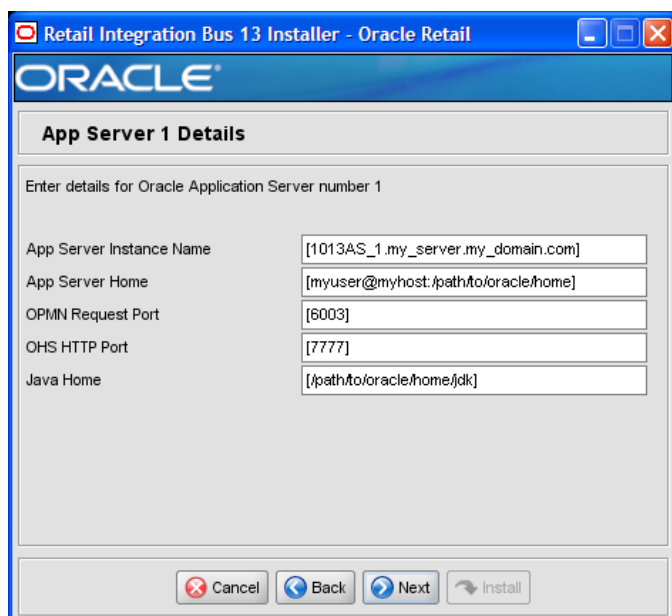 Retail Integration Bus 13 Installer - Oracle Retail
ORACLE
App Server 1 Details
Enter details for Oracle Application Server number 1
App Server Instance Name [1013AS_1.my_server.my_domain.com]
App Server Home [myuser@myhost:/path/to/oracle/home]
OPMN Request Port [6003]
OHS HTTP Port [7777]
Java Home [/path/to/oracle/home/jdk]
Cancel Back Next Install